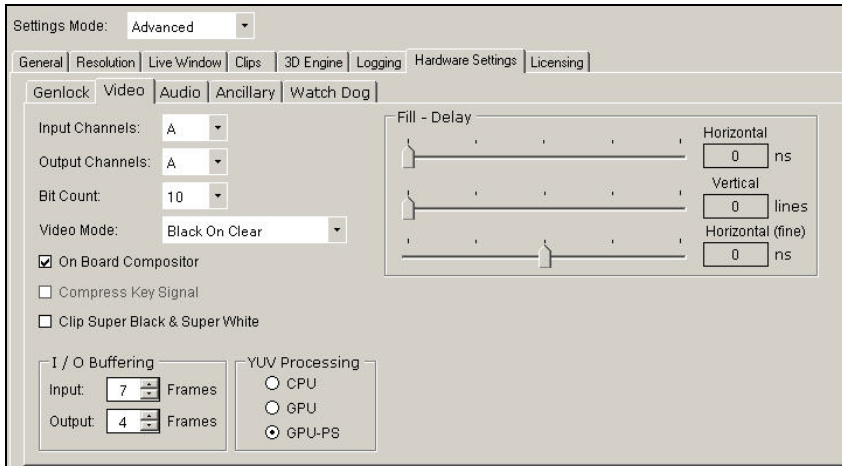 Settings Mode: Advanced
General Resolution Live Window Clips 3D Engine Logging Hardware Settings Licensing
Genlock Video Audio Ancillary Watch Dog
Input Channels: A
Output Channels: A
Bit Count: 10
Video Mode: Black On Clear
On Board Compositor
Compress Key Signal
Clip Super Black & Super White
Fill - Delay
Horizontal
0 ns
Vertical
0 lines
Horizontal (fine)
0 ns
I / O Buffering
Input: 7 Frames
Output: 4 Frames
YUV Processing
CPU
GPU
GPU-PS